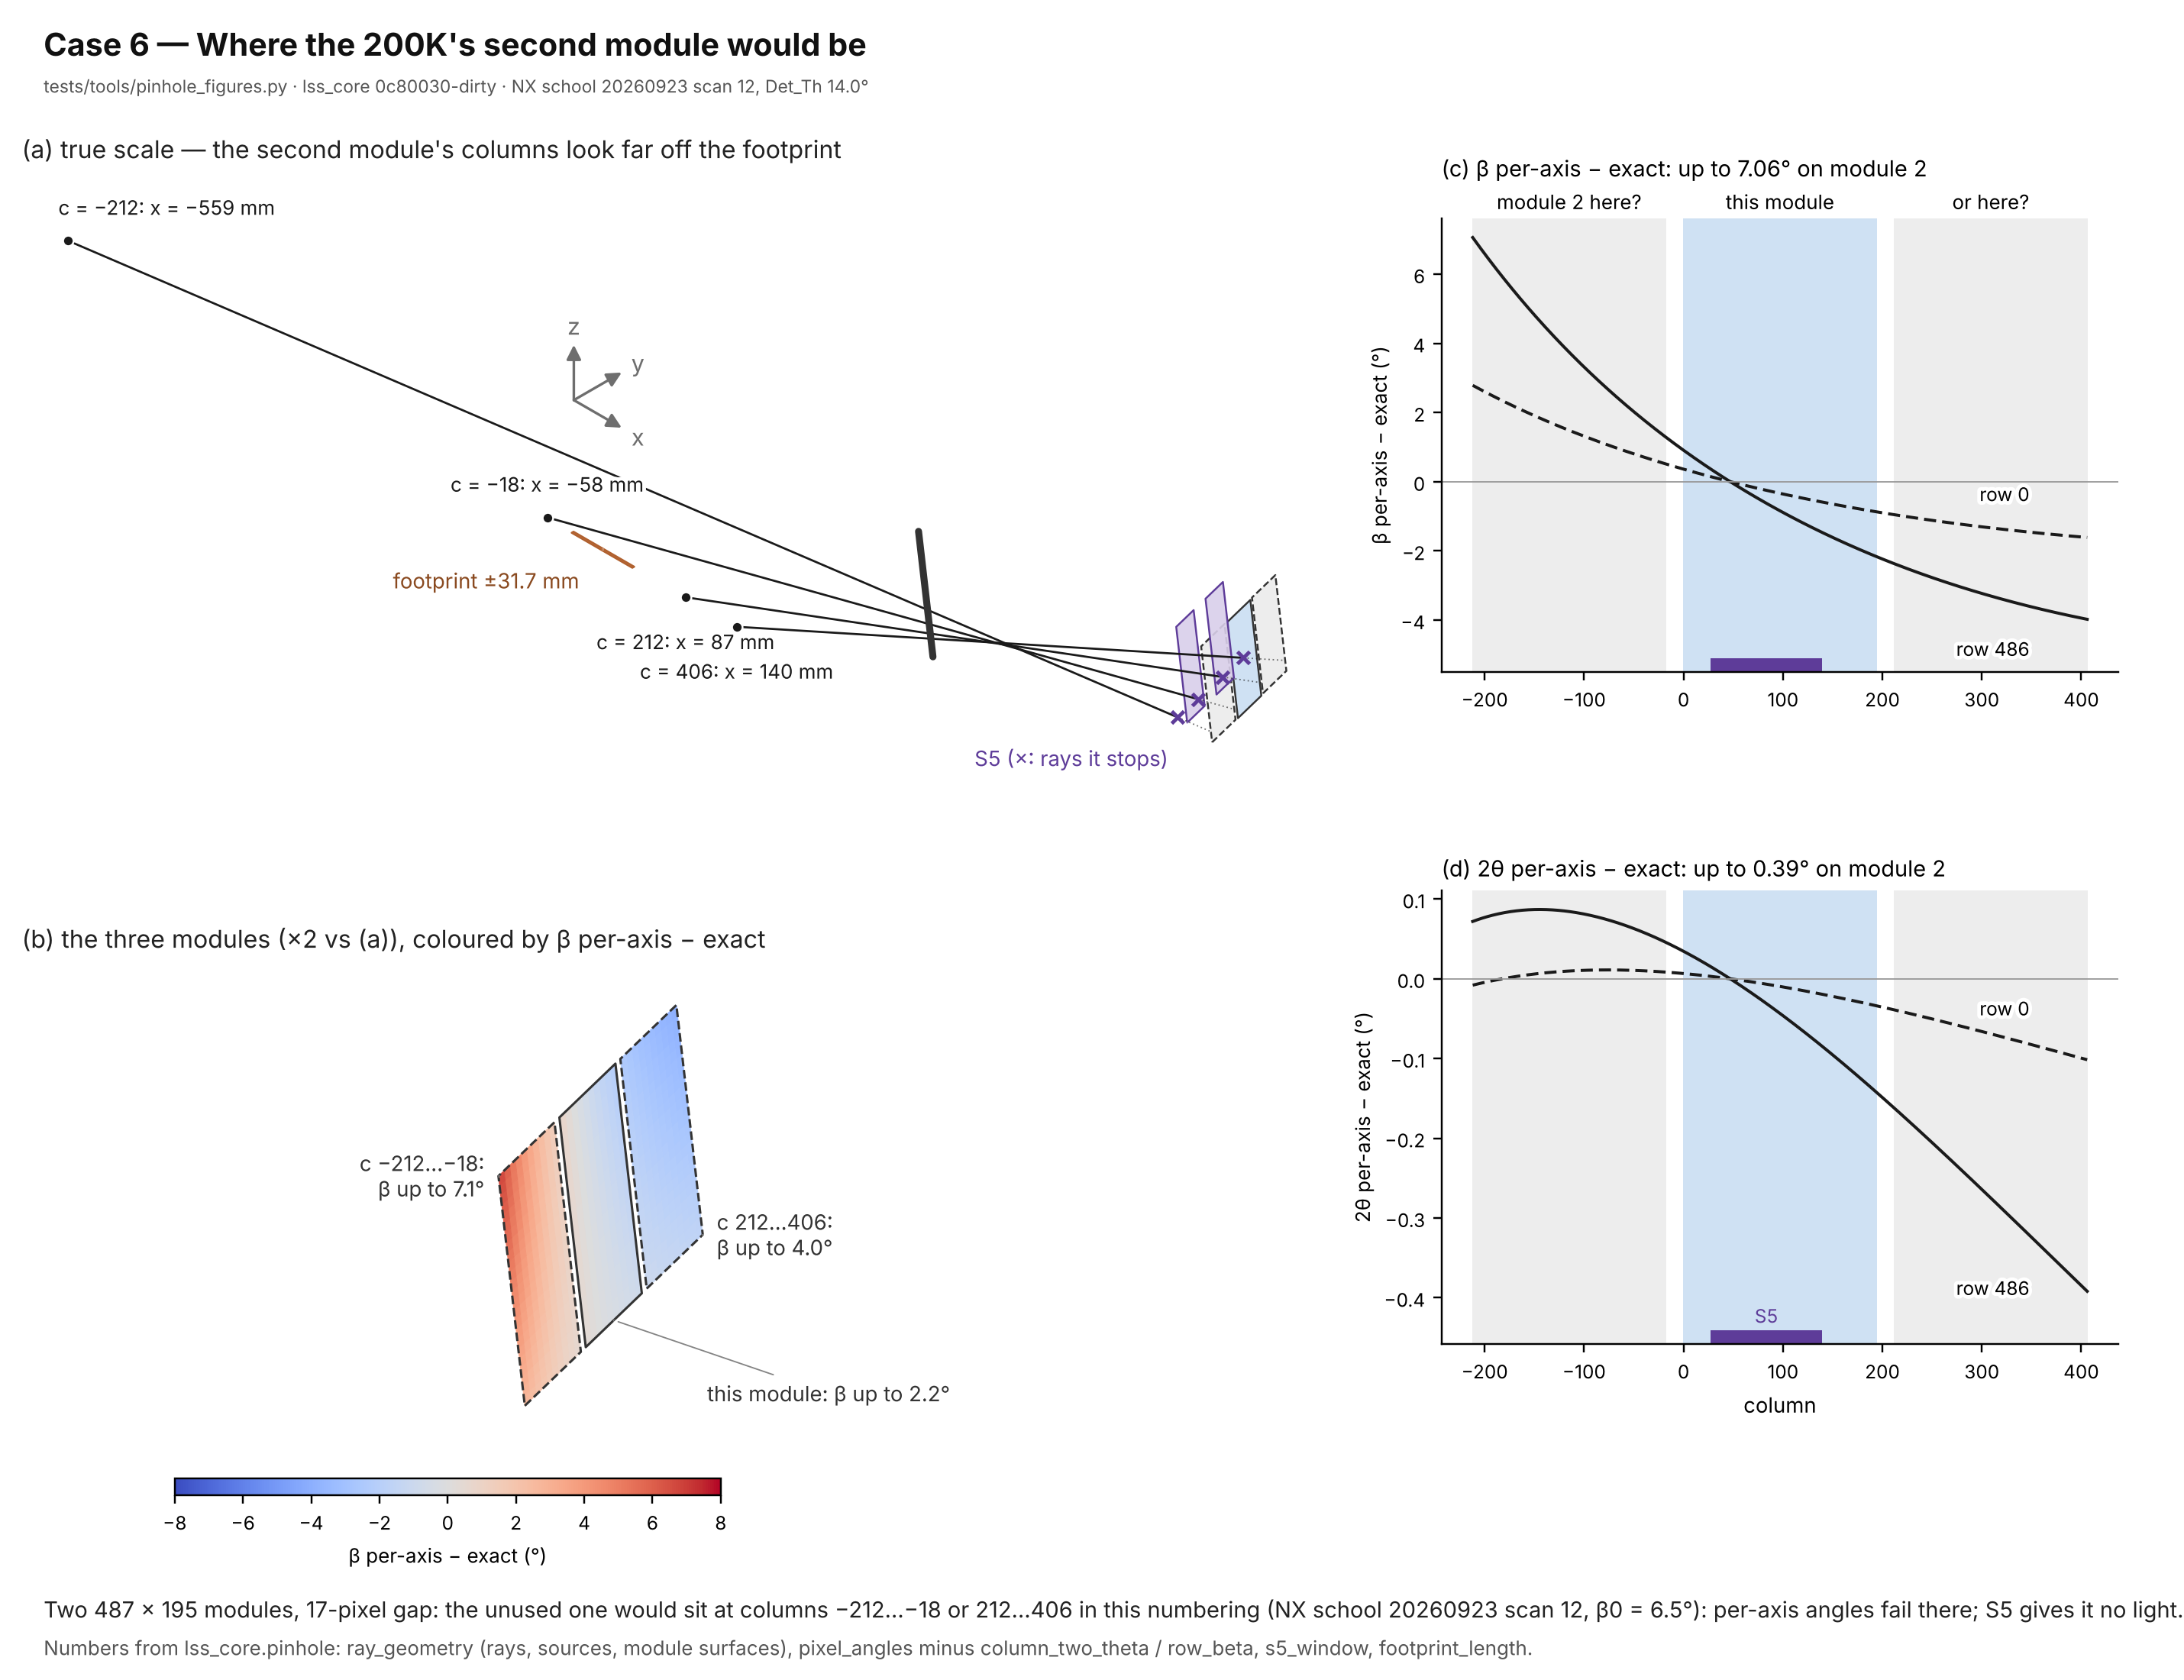 Case 6 — Where the 200K's second module would be
tests/tools/pinhole_figures.py · lss_core 0c80030-dirty · NX school 20260923 scan 12, Det_Th 14.0°
(a) true scale — the second module's columns look far off the footprint
c = −212: x = −559 mm
z
y
x
c = −18: x = −58 mm
footprint ±31.7 mm
c = 212: x = 87 mm
c = 406: x = 140 mm
S5 (×: rays it stops)
(b) the three modules (×2 vs (a)), coloured by β per-axis − exact
c −212…−18:
β up to 7.1°
c 212…406:
β up to 4.0°
this module: β up to 2.2°
−8 −6 −4 −2 0 2 4 6 8
β per-axis − exact (°)
(c) β per-axis − exact: up to 7.06° on module 2
module 2 here? this module or here?
6
4
2
0
−2
−4
β per-axis − exact (°)
row 0
row 486
−200 −100 0 100 200 300 400
(d) 2θ per-axis − exact: up to 0.39° on module 2
0.1
0.0
−0.1
−0.2
−0.3
−0.4
2θ per-axis − exact (°)
row 0
row 486
S5
−200 −100 0 100 200 300 400
column
Two 487 × 195 modules, 17-pixel gap: the unused one would sit at columns −212…−18 or 212…406 in this numbering (NX school 20260923 scan 12, β0 = 6.5°): per-axis angles fail there; S5 gives it no light.
Numbers from lss_core.pinhole: ray_geometry (rays, sources, module surfaces), pixel_angles minus column_two_theta / row_beta, s5_window, footprint_length.